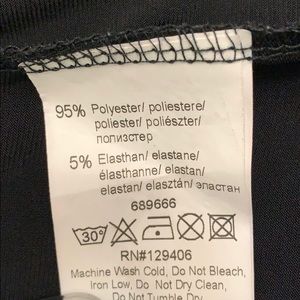 95% Polyester/ poliestere/
poliester/ poliészter/
полиэстер
5% Elasthan/ elastane/
élasthanne/ elastan/
elastan/ elasztán/ эластан
689666
30°
RN#129406
Machine Wash Cold, Do Not Bleach,
Iron Low, Do Not Dry Clean,
Do Not Tumble Dry